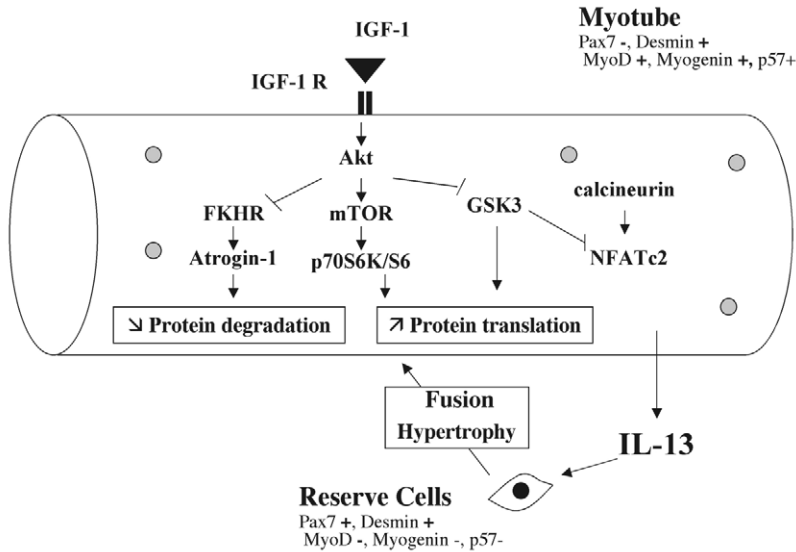 IGF-1
Myotube
Pax7 -, Desmin +
MyoD +, Myogenin +, p57+
IGF-1 R
Akt
calcineurin
FKHR
mTOR
GSK3
Atrogin-1
p70S6K/S6
NFATc2
↘ Protein degradation
↗ Protein translation
Fusion
Hypertrophy
IL-13
Reserve Cells
Pax7 +, Desmin +
MyoD -, Myogenin -, p57-